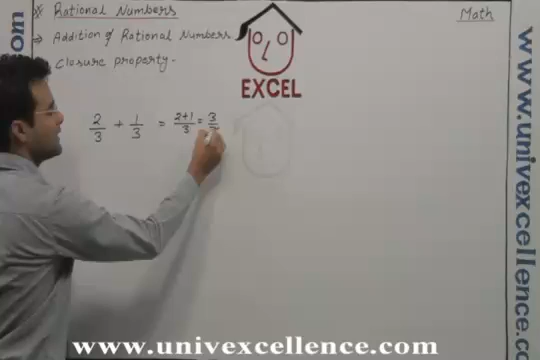 ※ Rational Numbers
Math
→ Addition of Rational Numbers
→ Closure property.
EXCEL
2/3 + 1/3 = 2+1/3 = 3/
www.univexcellence.com
www.univexcellence.com
.com